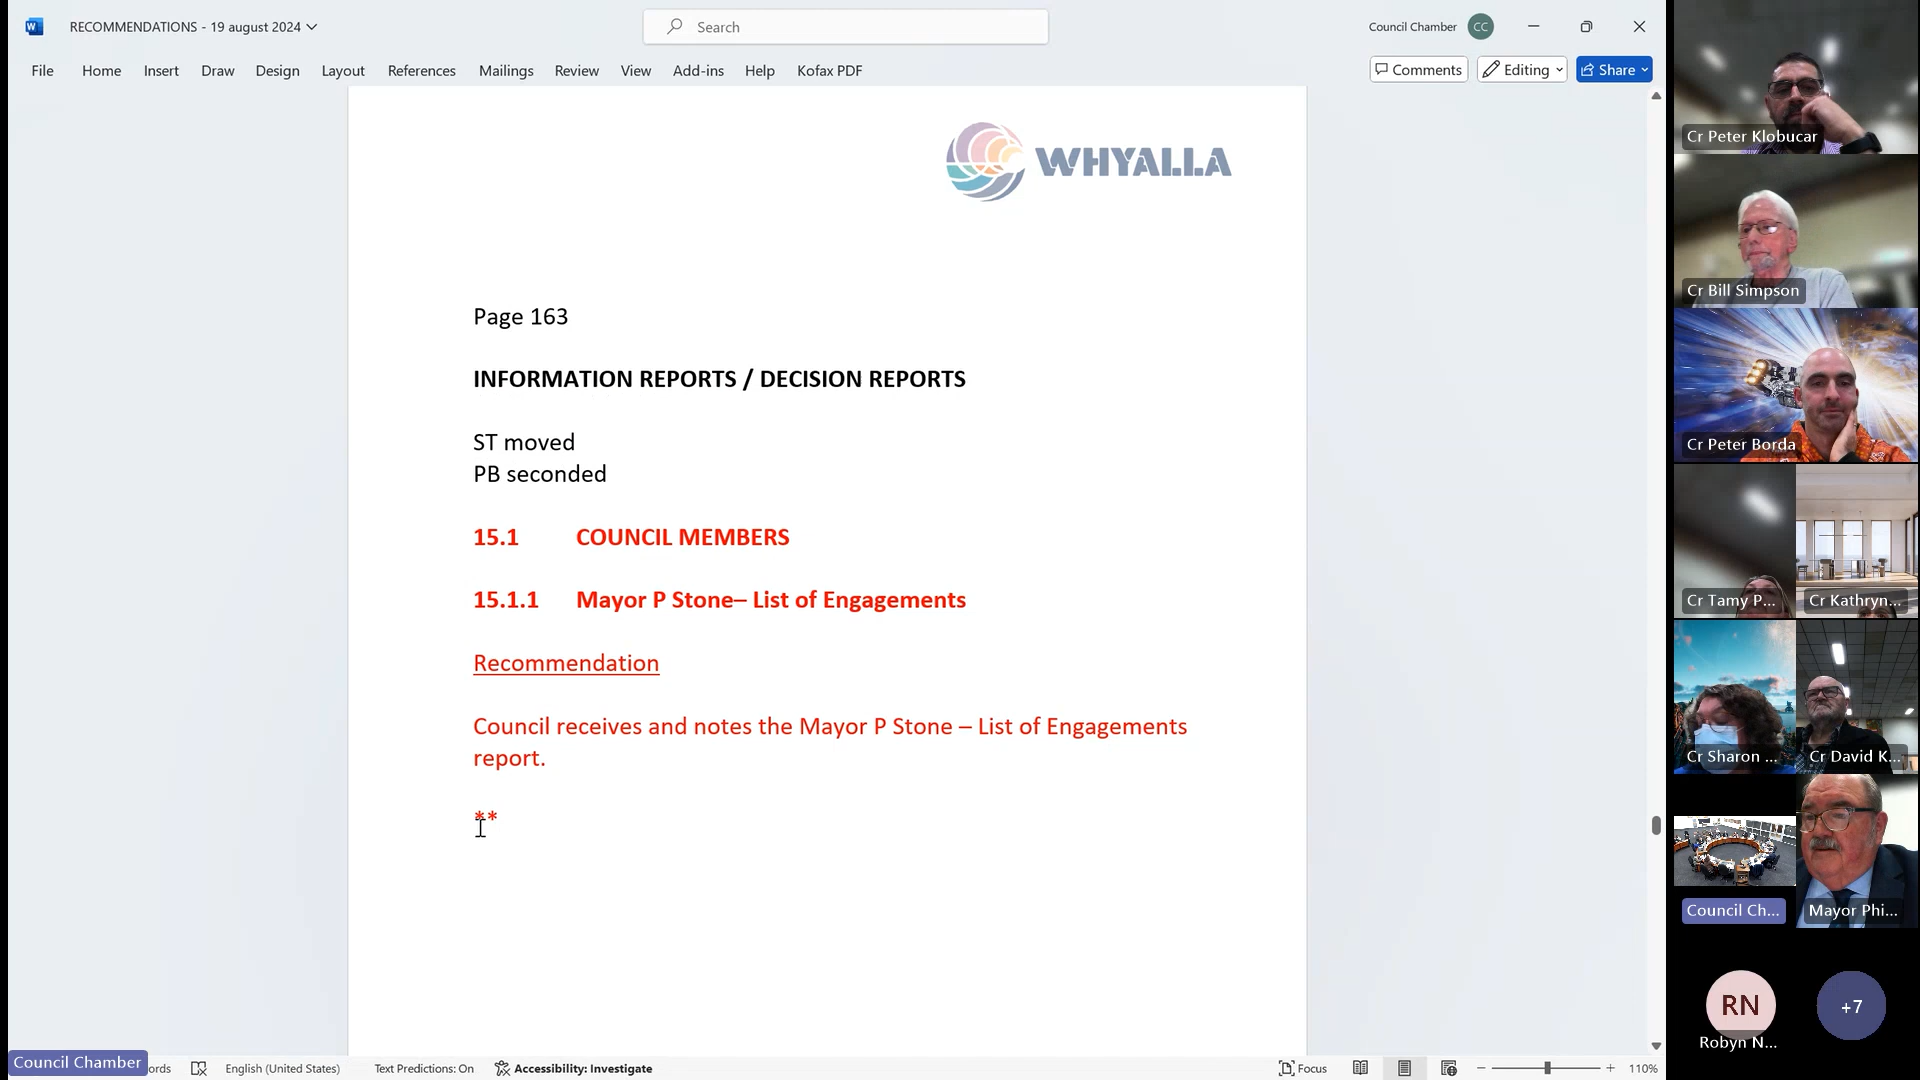 RECOMMENDATIONS - 19 august 2024
Search
Council Chamber
CC
File Home Insert Draw Design Layout References Mailings Review View Add-ins Help Kofax PDF
Comments
Editing
Share
WHYALLA
Page 163
INFORMATION REPORTS / DECISION REPORTS
ST moved
PB seconded
15.1 COUNCIL MEMBERS
15.1.1 Mayor P Stone– List of Engagements
Recommendation
Council receives and notes the Mayor P Stone – List of Engagements
report.
**
Council Chamber
ords
English (United States)
Text Predictions: On
Accessibility: Investigate
Focus
110%
Cr Peter Klobucar
Cr Bill Simpson
Cr Peter Borda
Cr Tamy P...
Cr Kathryn...
Cr Sharon ...
Cr David K...
Council Ch...
Mayor Phi...
RN
Robyn N...
+7